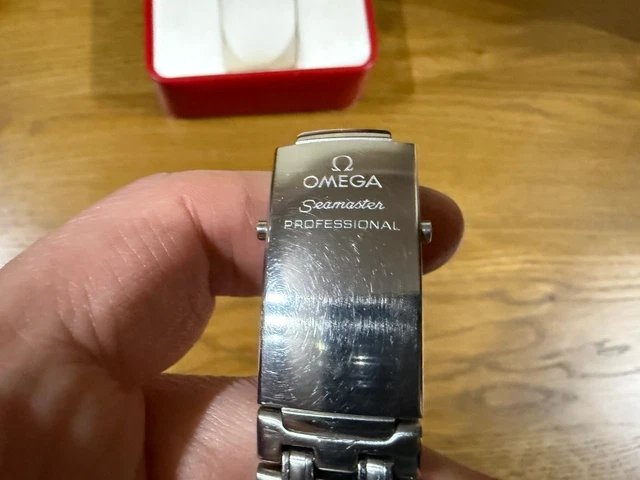 Ω
OMEGA
Seamaster
PROFESSIONAL